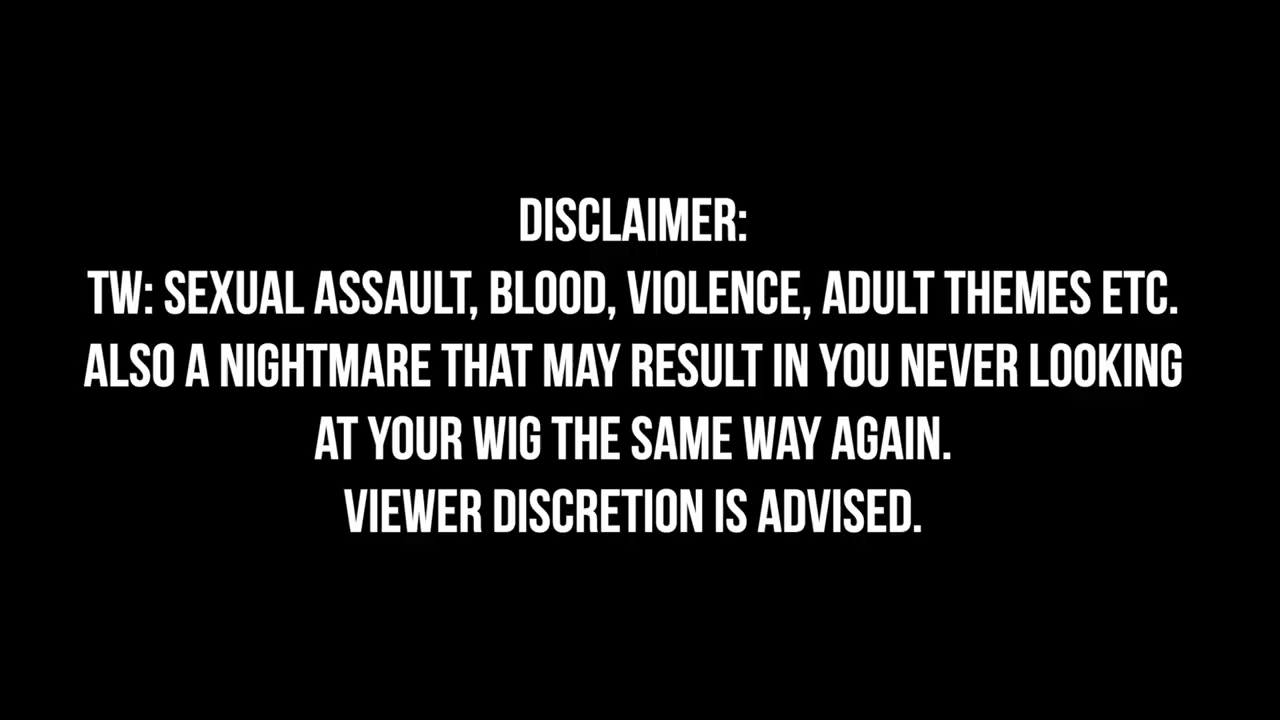 DISCLAIMER:
TW: SEXUAL ASSAULT, BLOOD, VIOLENCE, ADULT THEMES ETC.
ALSO A NIGHTMARE THAT MAY RESULT IN YOU NEVER LOOKING
AT YOUR WIG THE SAME WAY AGAIN.
VIEWER DISCRETION IS ADVISED.